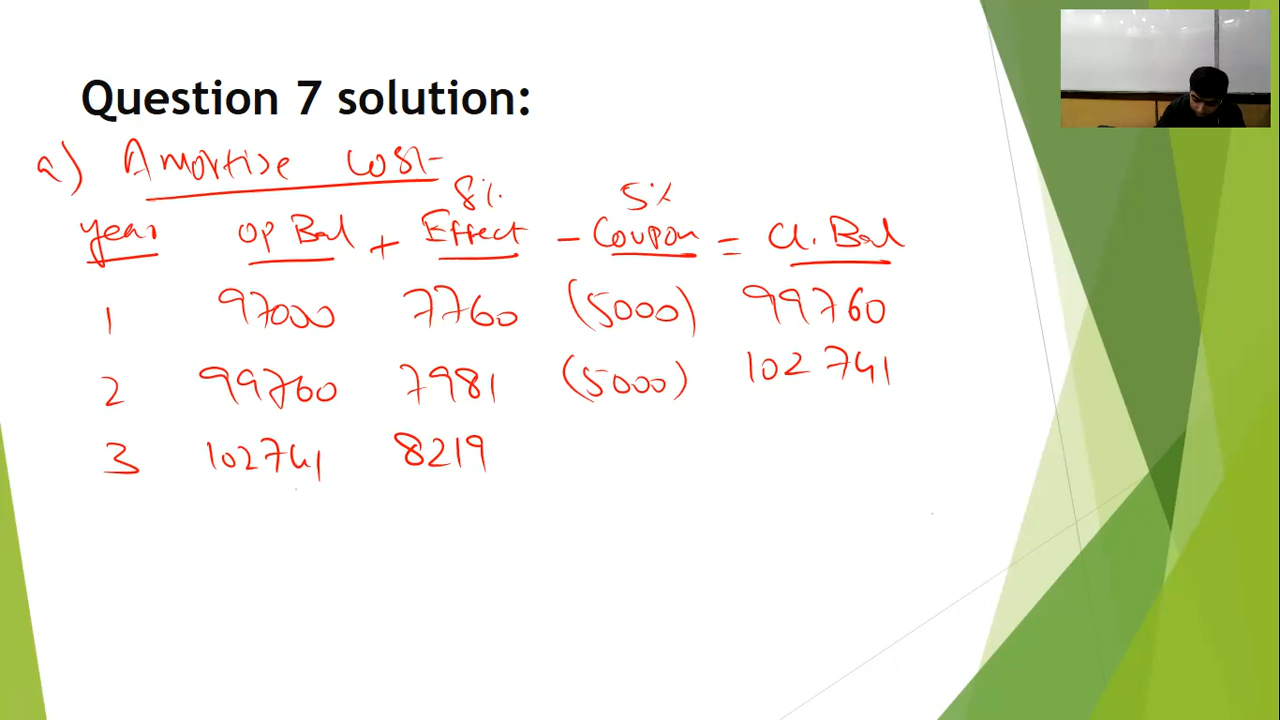 Question 7 solution:
a) Amortise cost
8% 5%
year Op Bal + Effect - Coupon = Cl. Bal
1 97000 7760 (5000) 99760
2 99760 7981 (5000) 102741
3 102741 8219